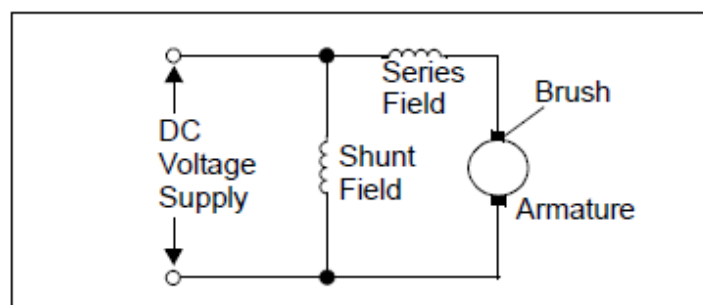 Series
Field
Brush
DC
Voltage
Supply
Shunt
Field
Armature